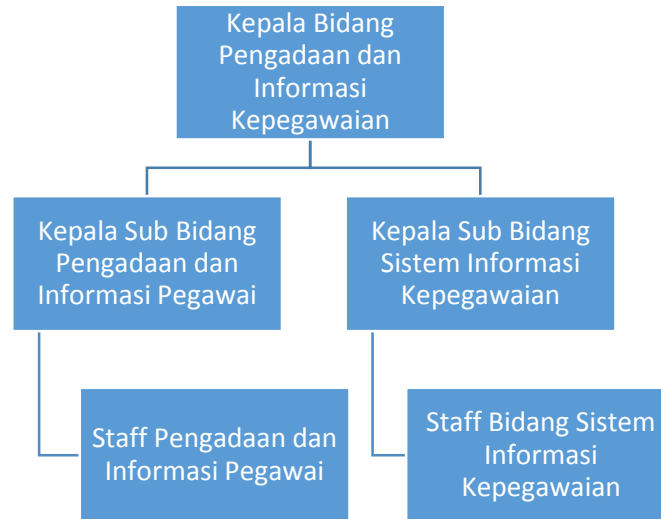 Kepala Bidang
Pengadaan dan
Informasi
Kepegawaian
Kepala Sub Bidang
Pengadaan dan
Informasi Pegawai
Kepala Sub Bidang
Sistem Informasi
Kepegawaian
Staff Pengadaan dan
Informasi Pegawai
Staff Bidang Sistem
Informasi
Kepegawaian